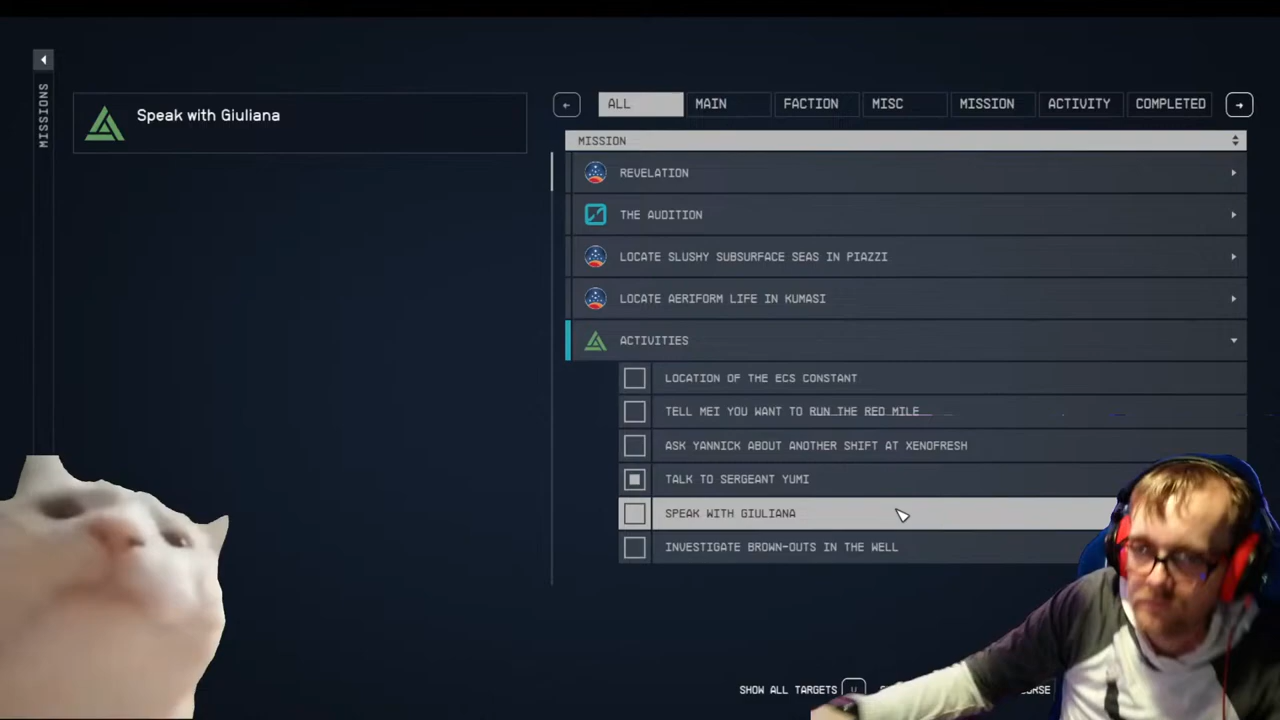 MISSIONS
Speak with Giuliana
ALL
MAIN
FACTION
MISC
MISSION
ACTIVITY
COMPLETED
MISSION
REVELATION
THE AUDITION
LOCATE SLUSHY SUBSURFACE SEAS IN PIAZZI
LOCATE AERIFORM LIFE IN KUMASI
ACTIVITIES
LOCATION OF THE ECS CONSTANT
TELL MEI YOU WANT TO RUN THE RED MILE
ASK YANNICK ABOUT ANOTHER SHIFT AT XENOFRESH
TALK TO SERGEANT YUMI
SPEAK WITH GIULIANA
INVESTIGATE BROWN-OUTS IN THE WELL
SHOW ALL TARGETS